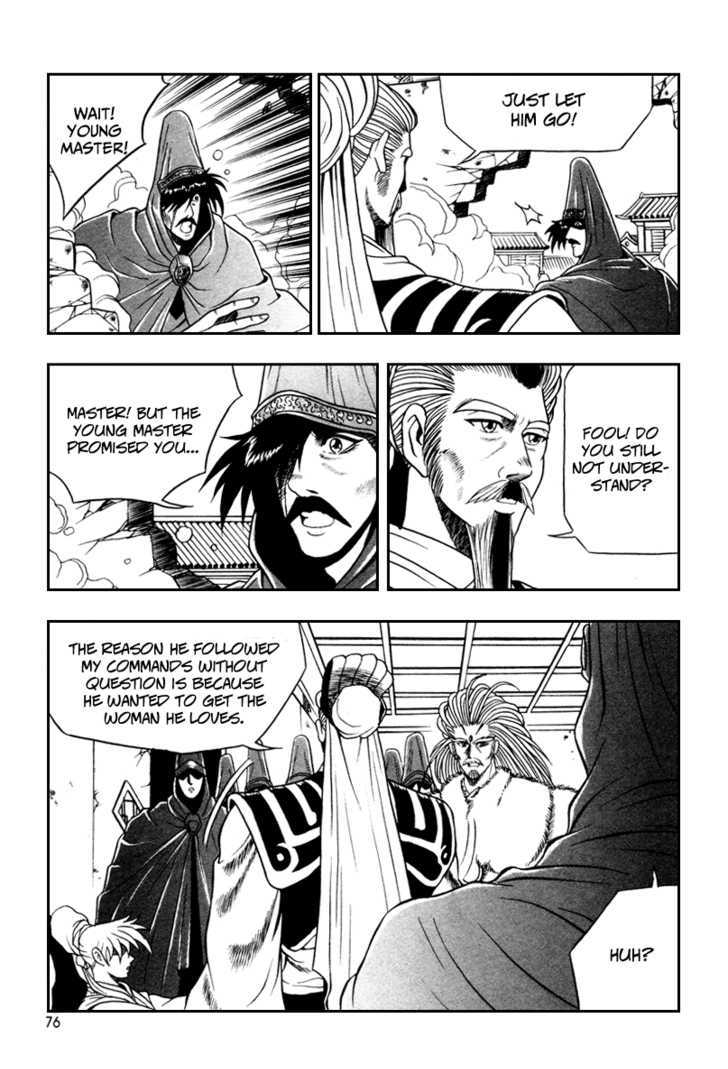 WAIT!
YOUNG
MASTER!
JUST LET
HIM GO!
MASTER! BUT THE
YOUNG MASTER
PROMISED YOU...
FOOL! DO
YOU STILL
NOT UNDER-
STAND?
THE REASON HE FOLLOWED
MY COMMANDS WITHOUT
QUESTION IS BECAUSE
HE WANTED TO GET THE
WOMAN HE LOVES.
HUH?
76